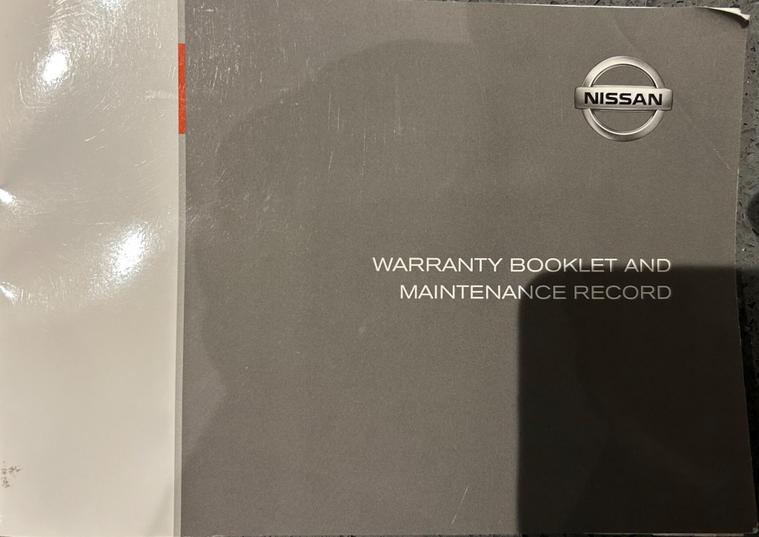 NISSAN
WARRANTY BOOKLET AND
MAINTENANCE RECORD